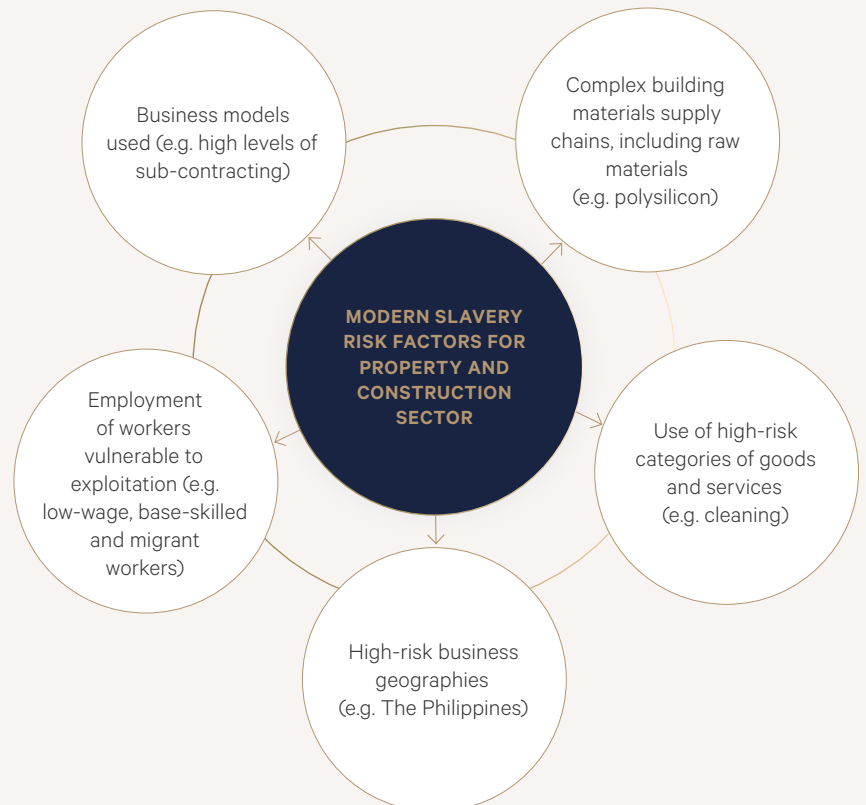 Business models
used (e.g. high levels of
sub-contracting)
Complex building
materials supply
chains, including raw
materials
(e.g. polysilicon)
MODERN SLAVERY
RISK FACTORS FOR
PROPERTY AND
CONSTRUCTION
SECTOR
Employment
of workers
vulnerable to
exploitation (e.g.
low-wage, base-skilled
and migrant
workers)
Use of high-risk
categories of goods
and services
(e.g. cleaning)
High-risk business
geographies
(e.g. The Philippines)